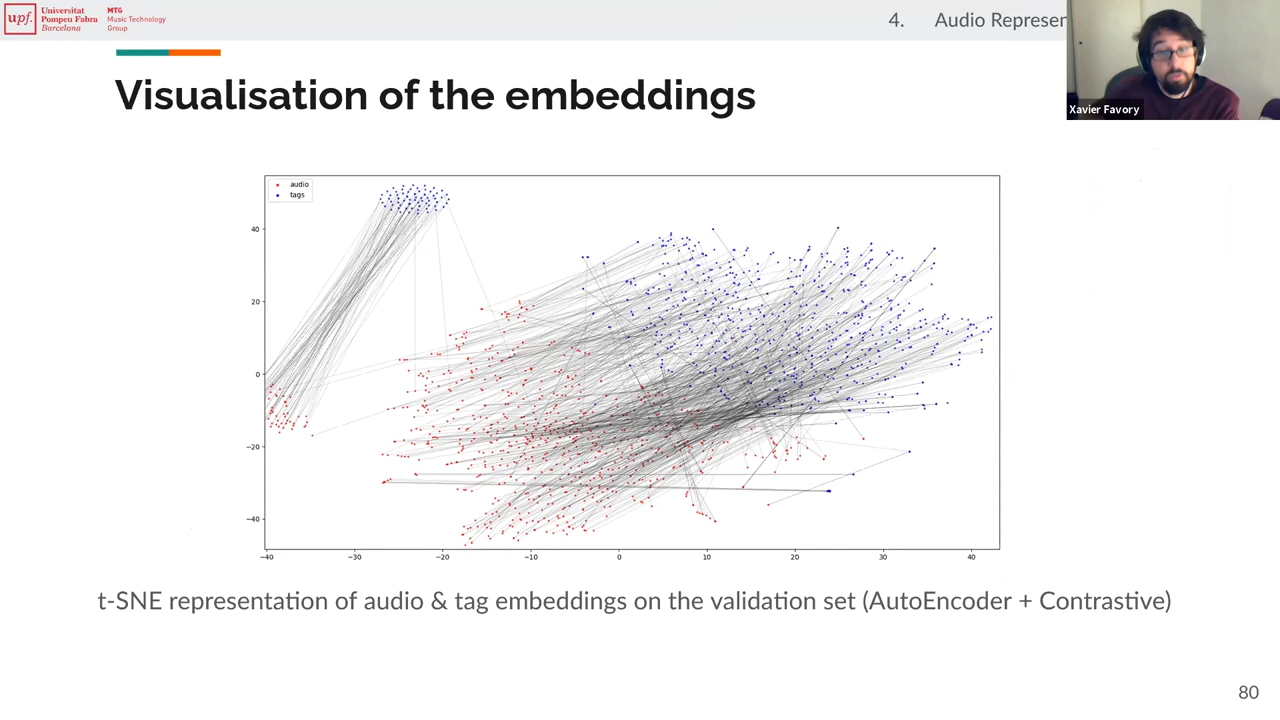 upf.
Universitat
Pompeu Fabra
Barcelona
MTG
Music Technology
Group
4. Audio Represen
Xavier Favory
Visualisation of the embeddings
audio
tags
40
20
0
−20
−40
−40 −30 −20 −10 0 10 20 30 40
t-SNE representation of audio & tag embeddings on the validation set (AutoEncoder + Contrastive)
80